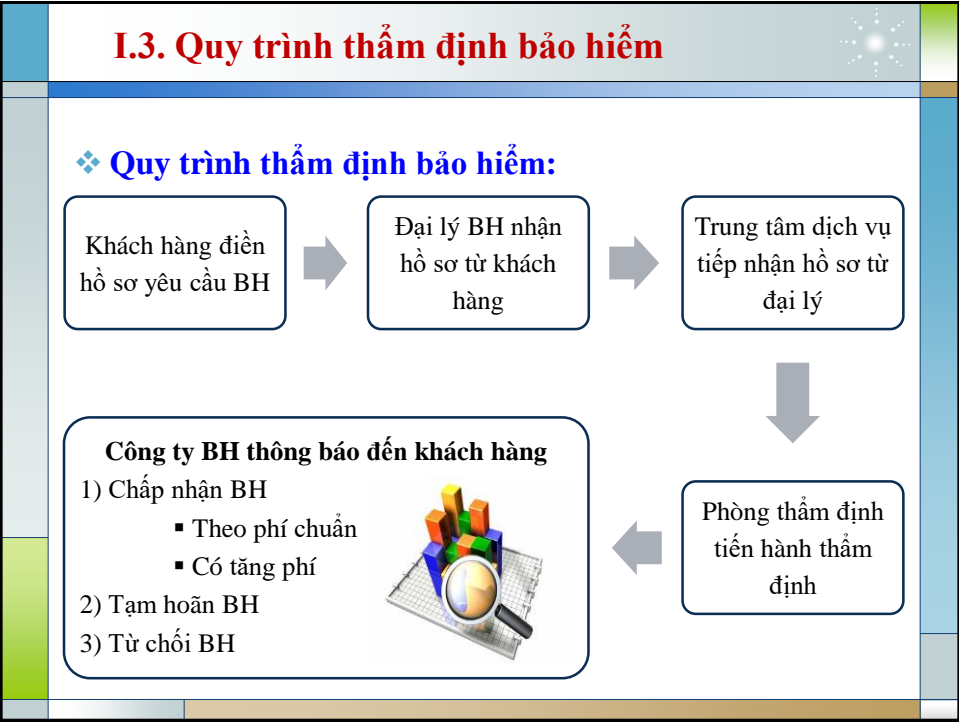 I.3. Quy trình thẩm định bảo hiểm
❖ Quy trình thẩm định bảo hiểm:
Khách hàng điền
hồ sơ yêu cầu BH
Đại lý BH nhận
hồ sơ từ khách
hàng
Trung tâm dịch vụ
tiếp nhận hồ sơ từ
đại lý
Phòng thẩm định
tiến hành thẩm
định
Công ty BH thông báo đến khách hàng
1) Chấp nhận BH
▪ Theo phí chuẩn
▪ Có tăng phí
2) Tạm hoãn BH
3) Từ chối BH